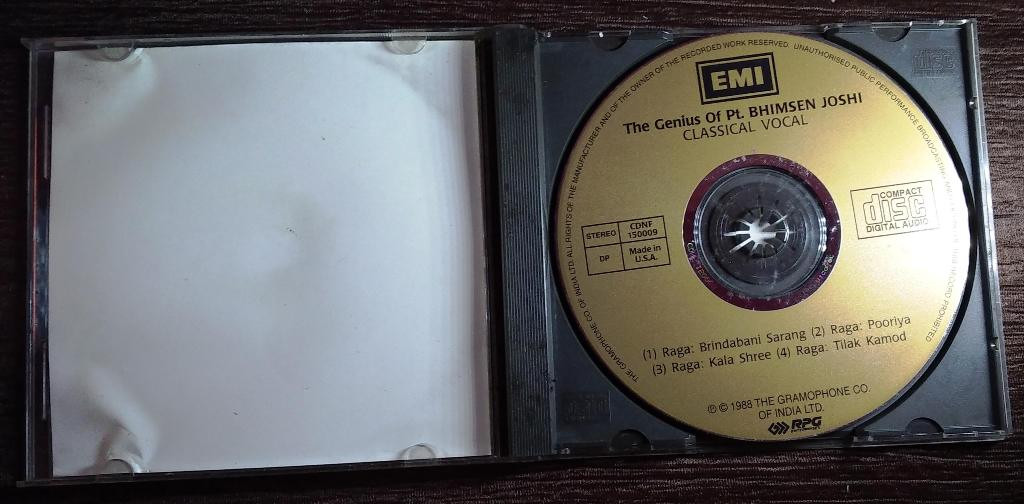 EMI
The Genius Of Pt. BHIMSEN JOSHI
CLASSICAL VOCAL
STEREO
CDNF 150009
DP
Made in U.S.A.
COMPACT
disc
DIGITAL AUDIO
(1) Raga: Brindabani Sarang (2) Raga: Pooriya
(3) Raga: Kala Shree (4) Raga: Tilak Kamod
℗ © 1988 THE GRAMOPHONE CO.
OF INDIA LTD.
RPG
THE GRAMOPHONE CO. OF INDIA LTD. ALL RIGHTS OF THE MANUFACTURER AND OF THE OWNER OF THE RECORDED WORK RESERVED. UNAUTHORISED PUBLIC PERFORMANCE BROADCASTING RECORD PROHIBITED